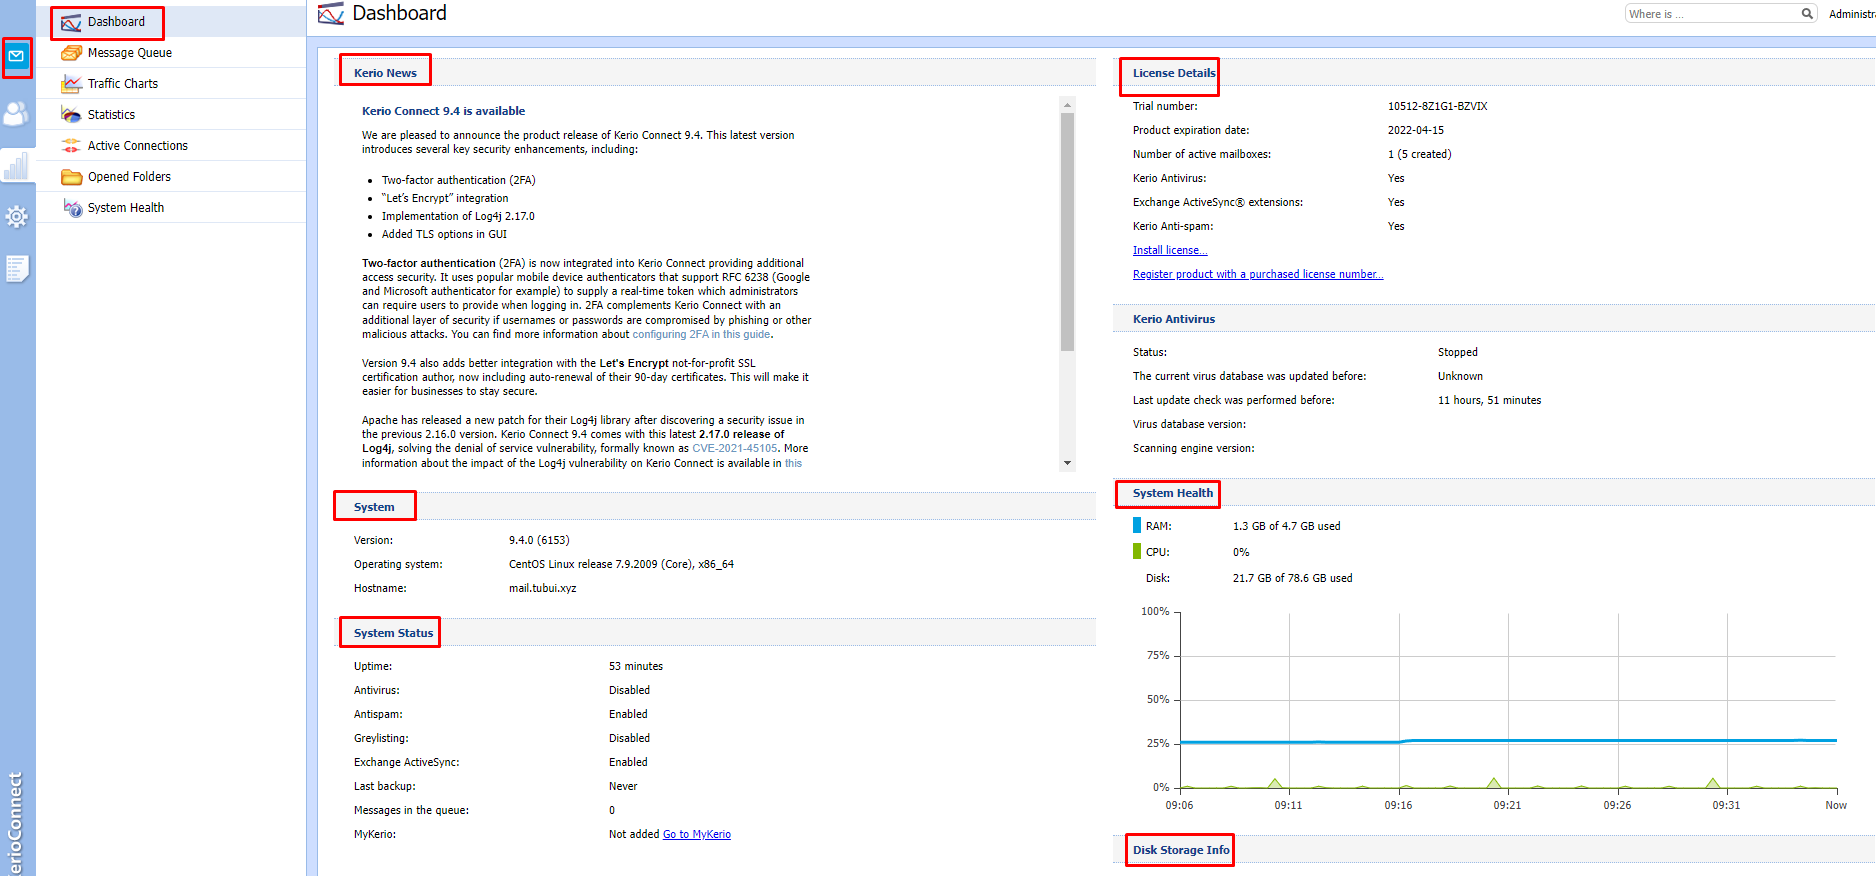 Dashboard
Message Queue
Traffic Charts
Statistics
Active Connections
Opened Folders
System Health
Dashboard
Where is ...
Kerio News
Kerio Connect 9.4 is available
We are pleased to announce the product release of Kerio Connect 9.4. This latest version
introduces several key security enhancements, including:
Two-factor authentication (2FA)
“Let’s Encrypt” integration
Implementation of Log4j 2.17.0
Added TLS options in GUI
Two-factor authentication (2FA) is now integrated into Kerio Connect providing additional
access security. It uses popular mobile device authenticators that support RFC 6238 (Google
and Microsoft authenticator for example) to supply a real-time token which administrators
can require users to provide when logging in. 2FA complements Kerio Connect with an
additional layer of security if usernames or passwords are compromised by phishing or other
malicious attacks. You can find more information about configuring 2FA in this guide.
Version 9.4 also adds better integration with the Let's Encrypt not-for-profit SSL
certification author, now including auto-renewal of their 90-day certificates. This will make it
easier for businesses to stay secure.
Apache has released a new patch for their Log4j library after discovering a security issue in
the previous 2.16.0 version. Kerio Connect 9.4 comes with this latest 2.17.0 release of
Log4j, solving the denial of service vulnerability, formally known as CVE-2021-45105. More
information about the impact of the Log4j vulnerability on Kerio Connect is available in this
System
Version: 9.4.0 (6153)
Operating system: CentOS Linux release 7.9.2009 (Core), x86_64
Hostname: mail.tubui.xyz
System Status
Uptime: 53 minutes
Antivirus: Disabled
Antispam: Enabled
Greylisting: Disabled
Exchange ActiveSync: Enabled
Last backup: Never
Messages in the queue: 0
MyKerio: Not added Go to MyKerio
License Details
Trial number: 10512-8Z1G1-BZVIX
Product expiration date: 2022-04-15
Number of active mailboxes: 1 (5 created)
Kerio Antivirus: Yes
Exchange ActiveSync® extensions: Yes
Kerio Anti-spam: Yes
Install license...
Register product with a purchased license number...
Kerio Antivirus
Status: Stopped
The current virus database was updated before: Unknown
Last update check was performed before: 11 hours, 51 minutes
Virus database version:
Scanning engine version:
System Health
RAM: 1.3 GB of 4.7 GB used
CPU: 0%
Disk: 21.7 GB of 78.6 GB used
100%
75%
50%
25%
0%
09:06 09:11 09:16 09:21 09:26 09:31 Now
Disk Storage Info